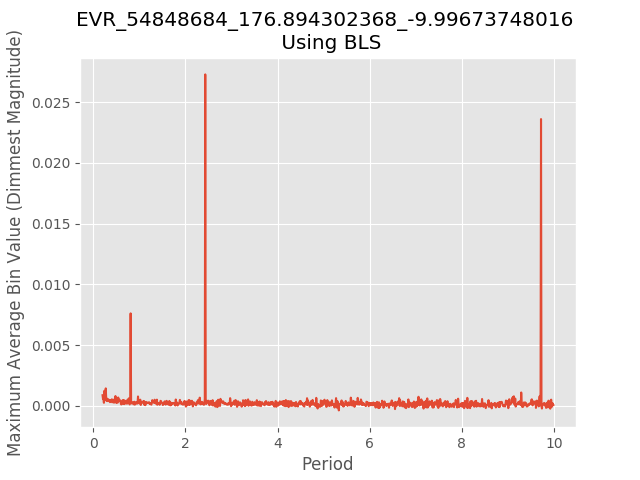 EVR_54848684_176.894302368_-9.99673748016
Using BLS
Maximum Average Bin Value (Dimmest Magnitude)
0.025
0.020
0.015
0.010
0.005
0.000
0 2 4 6 8 10
Period